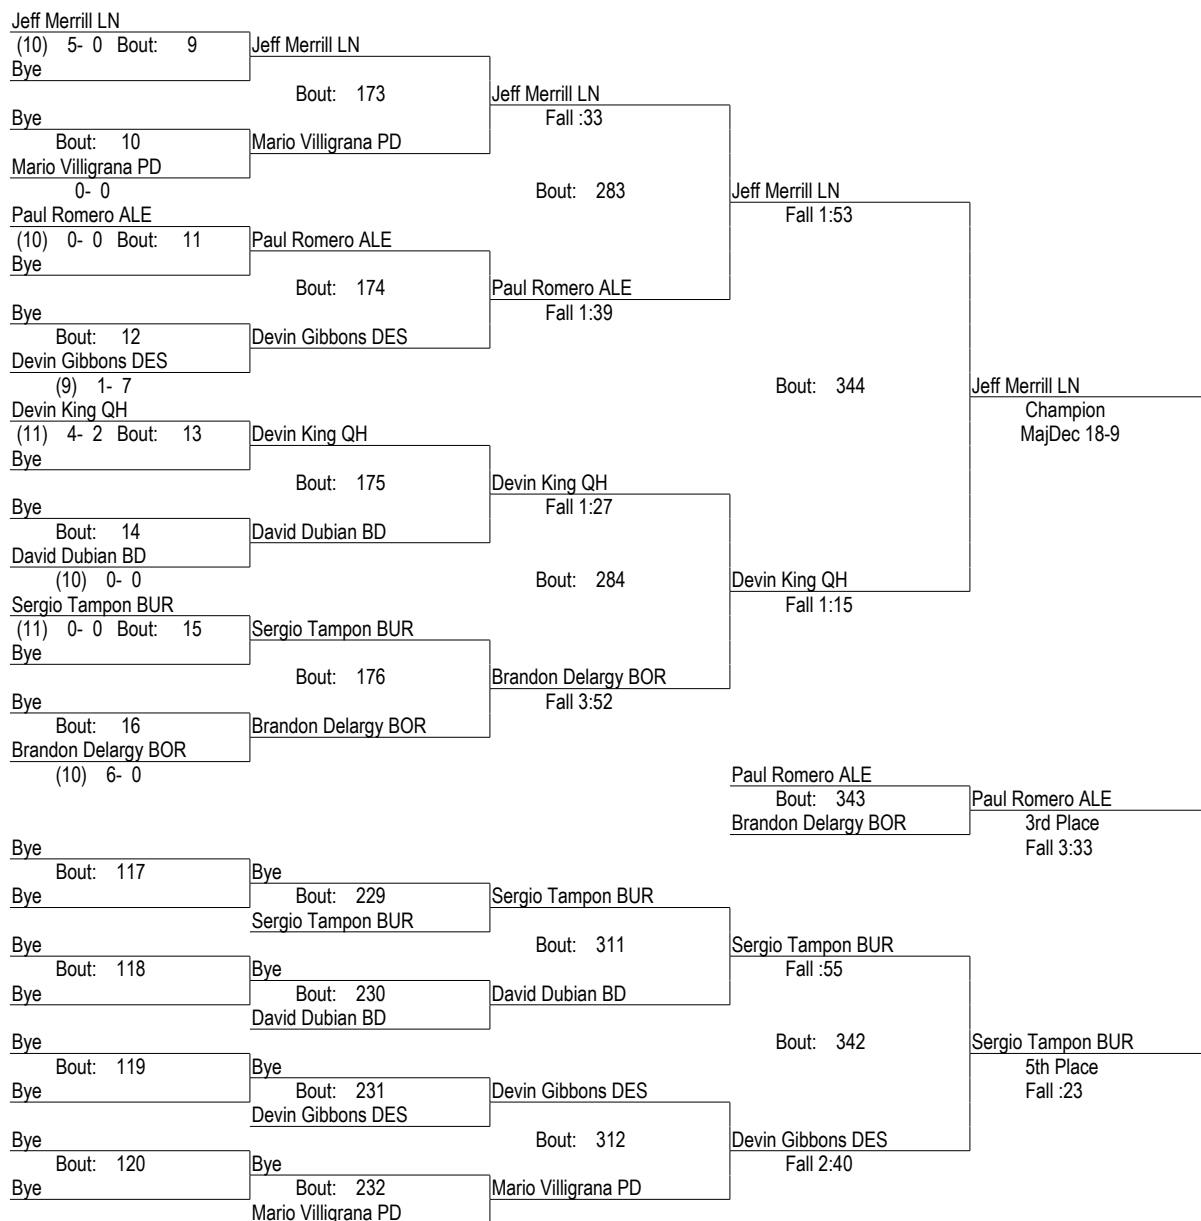 Jeff Merrill LN
(10) 5- 0 Bout: 9 Jeff Merrill LN
Bye
Bout: 173 Jeff Merrill LN
Bye Fall :33
Bout: 10 Mario Villigrana PD
Mario Villigrana PD
0- 0 Bout: 283 Jeff Merrill LN
Paul Romero ALE Fall 1:53
(10) 0- 0 Bout: 11 Paul Romero ALE
Bye
Bout: 174 Paul Romero ALE
Bye Fall 1:39
Bout: 12 Devin Gibbons DES
Devin Gibbons DES
(9) 1- 7 Bout: 344 Jeff Merrill LN
Devin King QH Champion
(11) 4- 2 Bout: 13 Devin King QH MajDec 18-9
Bye
Bout: 175 Devin King QH
Bye Fall 1:27
Bout: 14 David Dubian BD
David Dubian BD
(10) 0- 0 Bout: 284 Devin King QH
Sergio Tampon BUR Fall 1:15
(11) 0- 0 Bout: 15 Sergio Tampon BUR
Bye
Bout: 176 Brandon Delargy BOR
Bye Fall 3:52
Bout: 16 Brandon Delargy BOR
Brandon Delargy BOR
(10) 6- 0 Paul Romero ALE
Bout: 343 Paul Romero ALE
Brandon Delargy BOR 3rd Place
Bye Fall 3:33
Bout: 117 Bye
Bye Bout: 229 Sergio Tampon BUR
Sergio Tampon BUR
Bye Bout: 311 Sergio Tampon BUR
Bout: 118 Bye Fall :55
Bye Bout: 230 David Dubian BD
David Dubian BD
Bye Bout: 342 Sergio Tampon BUR
Bout: 119 Bye 5th Place
Bye Bout: 231 Devin Gibbons DES Fall :23
Devin Gibbons DES
Bye Bout: 312 Devin Gibbons DES
Bout: 120 Bye Fall 2:40
Bye Bout: 232 Mario Villigrana PD
Mario Villigrana PD